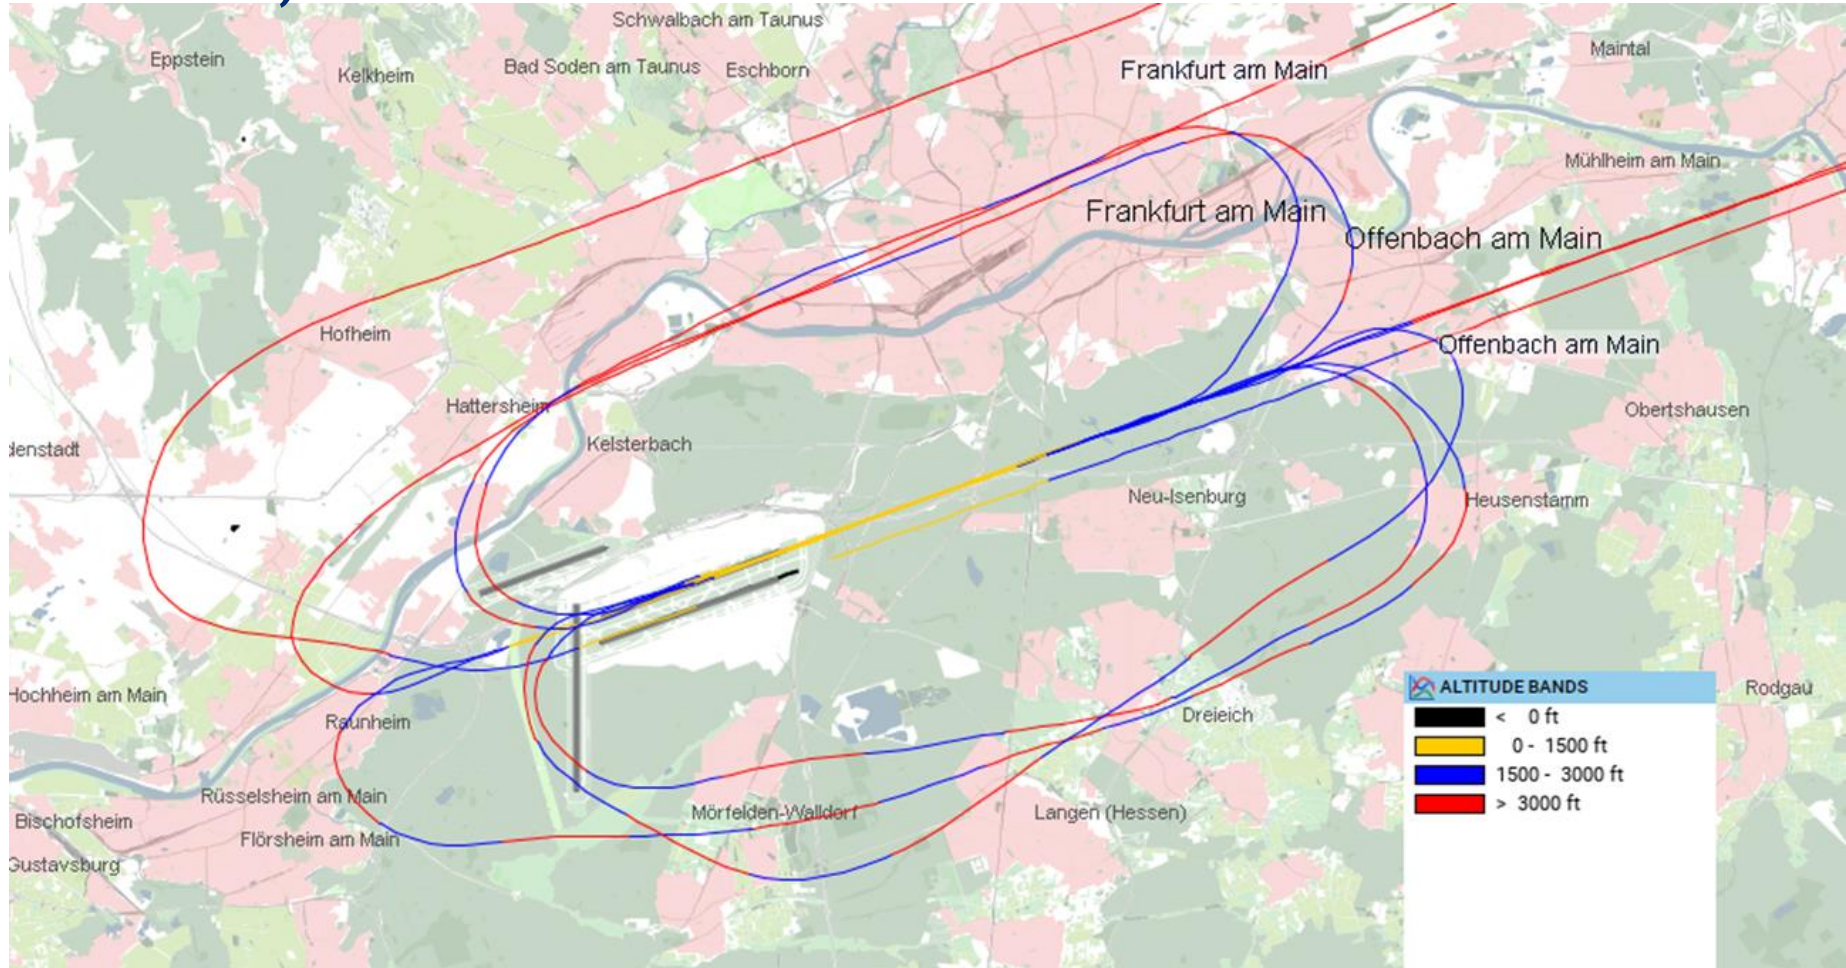 Schwalbach am Taunus
Eppstein
Kelkheim
Bad Soden am Taunus
Eschborn
Frankfurt am Main
Maintal
Mühlheim am Main
Frankfurt am Main
Offenbach am Main
Hofheim
Offenbach am Main
Hattersheim
Obertshausen
Kelsterbach
denstadt
Neu-Isenburg
Heusenstamm
Hochheim am Main
Raunheim
Dreieich
ALTITUDE BANDS
Rodgau
< 0 ft
0 - 1500 ft
1500 - 3000 ft
> 3000 ft
Rüsselsheim am Main
Mörfelden-Walldorf
Langen (Hessen)
Bischofsheim
Flörsheim am Main
Gustavsburg